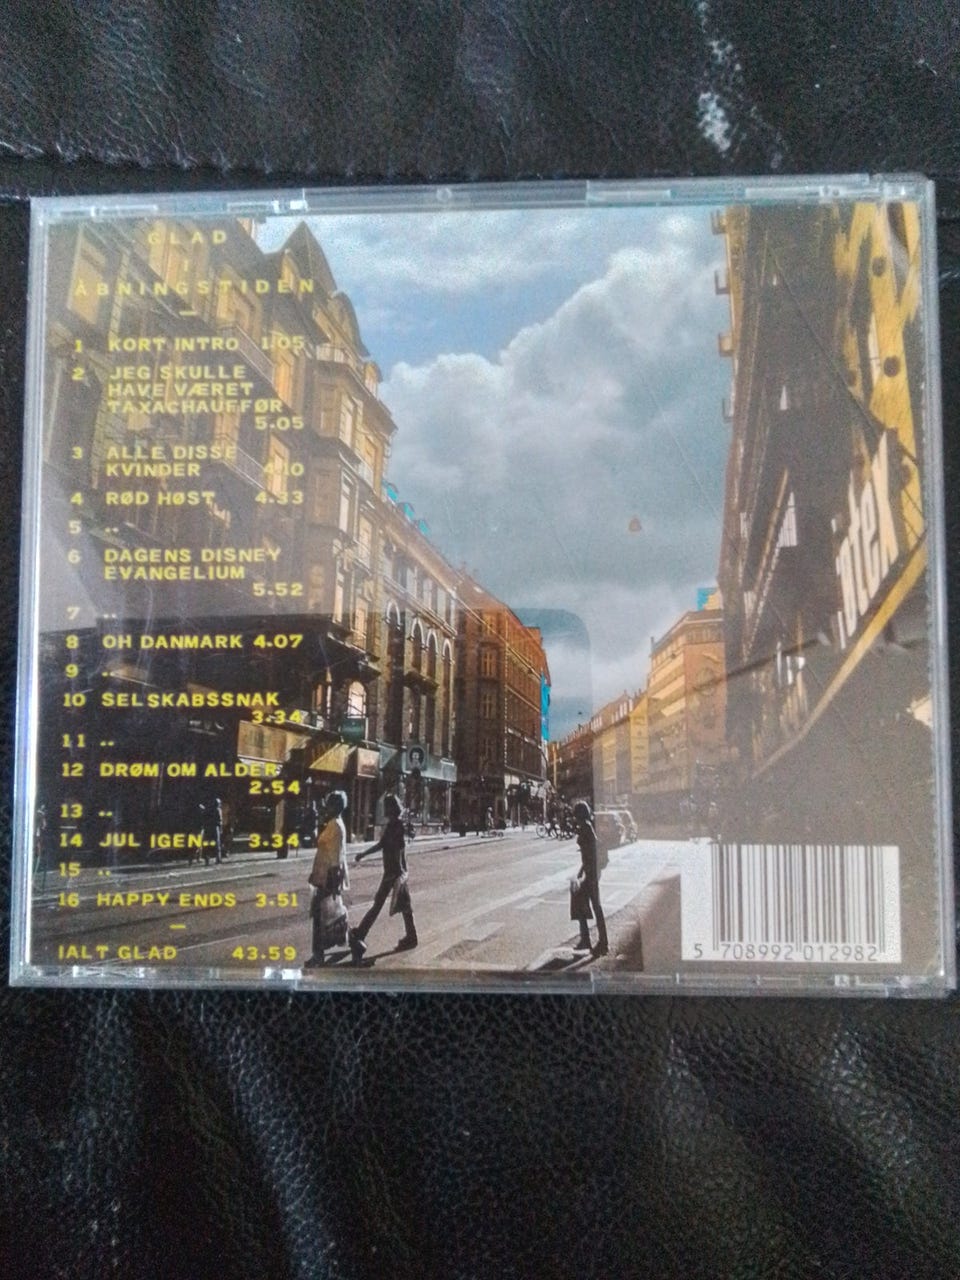 GLAD
I
ÅBNINGSTIDEN
—
1 KORT INTRO 1.05
2 JEG SKULLE
HAVE VÆRET
TAXACHAUFFØR
5.05
3 ALLE DISSE
KVINDER 4.10
4 RØD HØST 4.33
5 ..
6 DAGENS DISNEY
EVANGELIUM
5.52
7 ..
8 OH DANMARK 4.07
9 ..
10 SELSKABSSNAK
3.34
11 ..
12 DRØM OM ALDER
2.54
13 ..
14 JUL IGEN.. 3.34
15 ..
16 HAPPY ENDS 3.51
—
IALT GLAD 43.59
5 708992 012982